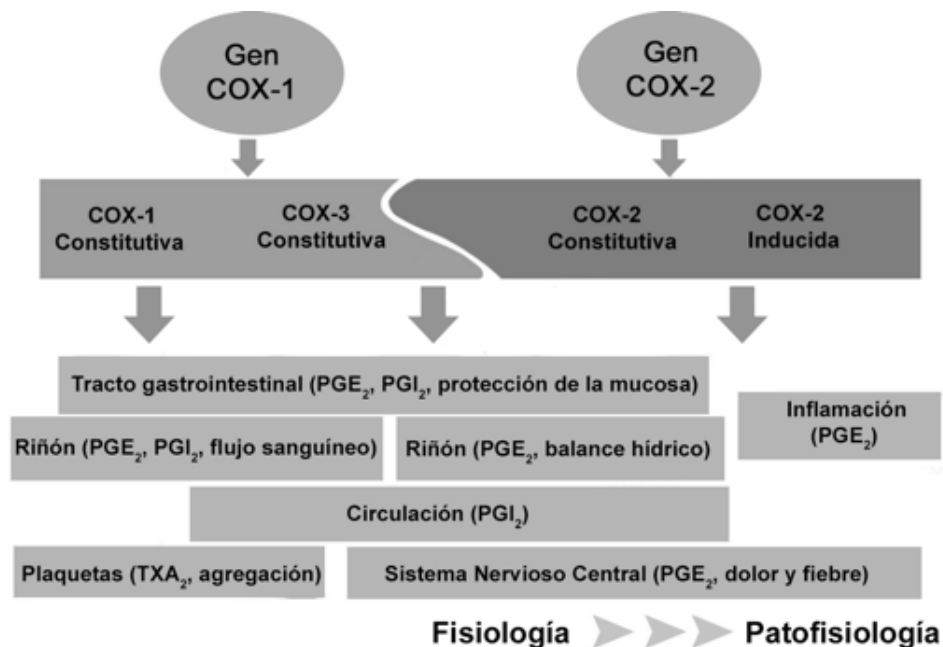 Gen
COX-1
Gen
COX-2
COX-1
Constitutiva
COX-3
Constitutiva
COX-2
Constitutiva
COX-2
Inducida
Tracto gastrointestinal (PGE₂, PGI₂, protección de la mucosa)
Inflamación
(PGE₂)
Riñón (PGE₂, PGI₂, flujo sanguíneo)
Riñón (PGE₂, balance hídrico)
Circulación (PGI₂)
Plaquetas (TXA₂, agregación)
Sistema Nervioso Central (PGE₂, dolor y fiebre)
Fisiología
Patofisiología